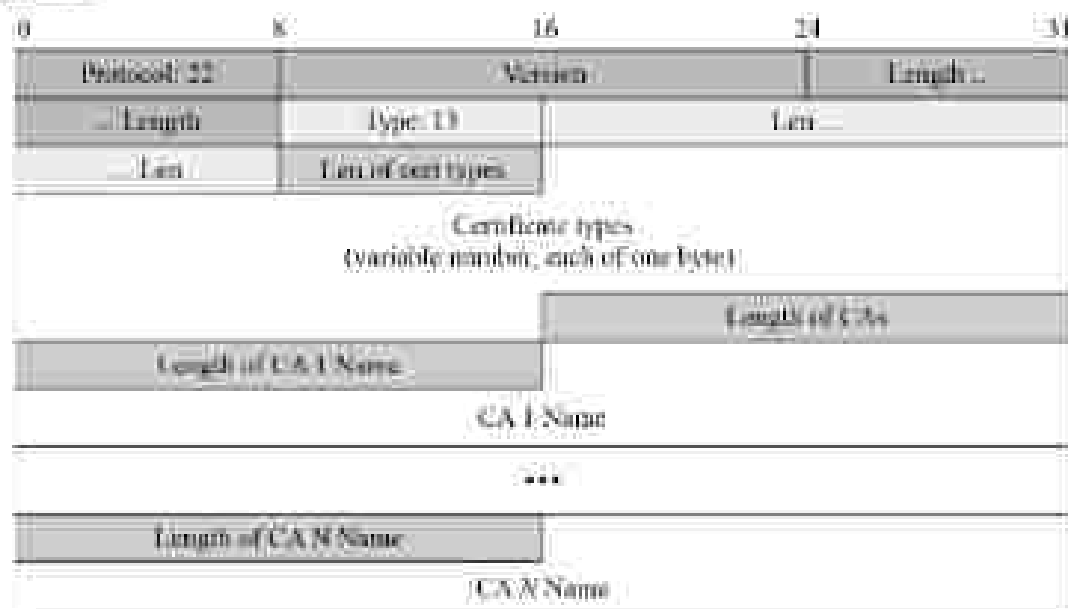 0 8 16 24 31
Protocol: 22 Version Length ...
... Length Type: 13 Len ...
... Len Len of cert types
Certificate types
(variable number, each of one byte)
Length of CAs
Length of CA 1 Name
CA 1 Name
•••
Length of CA N Name
CA N Name